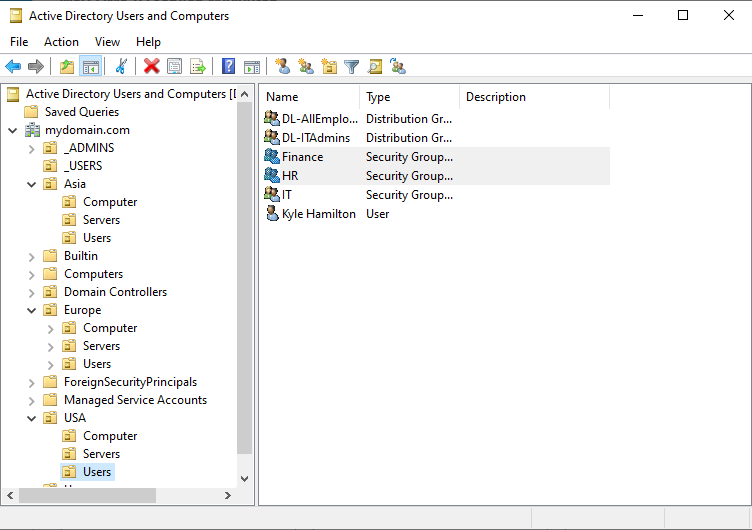 Active Directory Users and Computers
File Action View Help
Active Directory Users and Computers [
Saved Queries
mydomain.com
_ADMINS
_USERS
Asia
Computer
Servers
Users
Builtin
Computers
Domain Controllers
Europe
Computer
Servers
Users
ForeignSecurityPrincipals
Managed Service Accounts
USA
Computer
Servers
Users
Name Type Description
DL-AllEmplo... Distribution Gr...
DL-ITAdmins Distribution Gr...
Finance Security Group...
HR Security Group...
IT Security Group...
Kyle Hamilton User